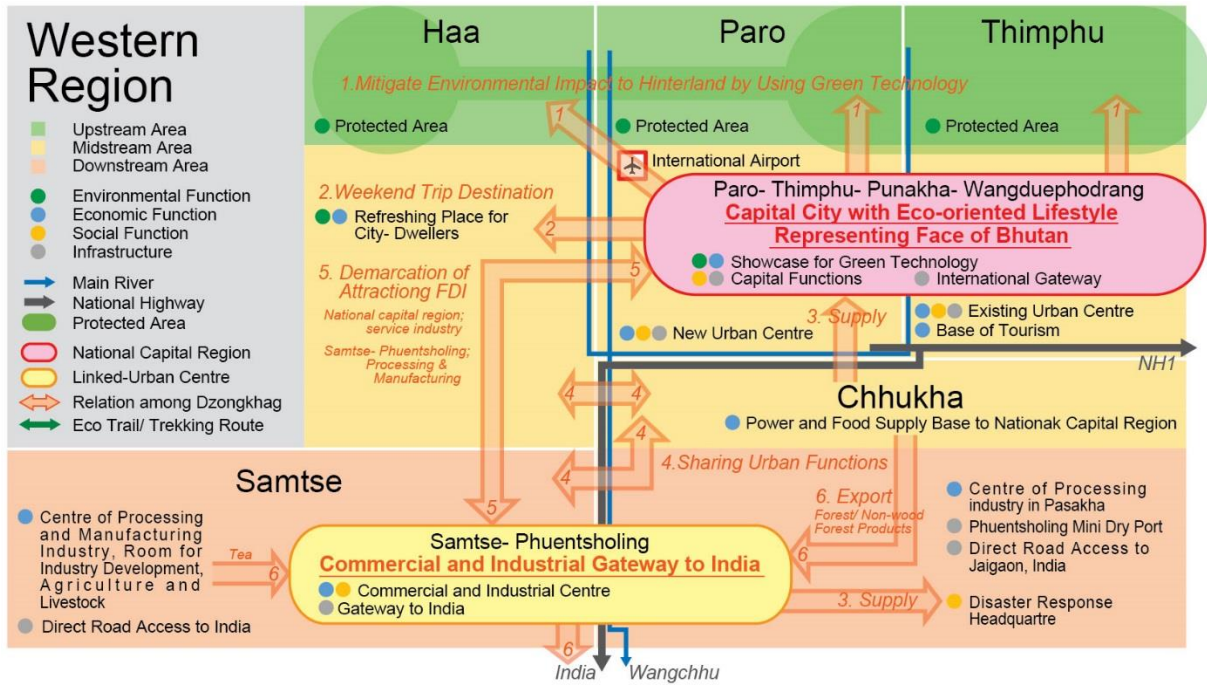 Western
Region
Upstream Area
Midstream Area
Downstream Area
Environmental Function
Economic Function
Social Function
Infrastructure
Main River
National Highway
Protected Area
National Capital Region
Linked-Urban Centre
Relation among Dzongkhag
Eco Trail/ Trekking Route
Haa
Paro
Thimphu
1.Mitigate Environmental Impact to Hinterland by Using Green Technology
1
1
1
Protected Area
Protected Area
Protected Area
International Airport
2.Weekend Trip Destination
Refreshing Place for
City- Dwellers
2
5
5. Demarcation of
Attractiong FDI
National capital region;
service industry
Samtse- Phuentsholing;
Processing &
Manufacturing
Paro- Thimphu- Punakha- Wangduephodrang
Capital City with Eco-oriented Lifestyle
Representing Face of Bhutan
Showcase for Green Technology
Capital Functions
International Gateway
New Urban Centre
3. Supply
Existing Urban Centre
Base of Tourism
NH1
4
4
4
4
Chhukha
Power and Food Supply Base to Nationak Capital Region
4.Sharing Urban Functions
Samtse
Centre of Processing
and Manufacturing
Industry, Room for
Industry Development,
Agriculture and
Livestock
Direct Road Access to India
Tea
6
5
Samtse- Phuentsholing
Commercial and Industrial Gateway to India
Commercial and Industrial Centre
Gateway to India
6. Export
Forest/ Non-wood
Forest Products
6
3. Supply
Centre of Processing
industry in Pasakha
Phuentsholing Mini Dry Port
Direct Road Access to
Jaigaon, India
Disaster Response
Headquartre
6
India
Wangchhu